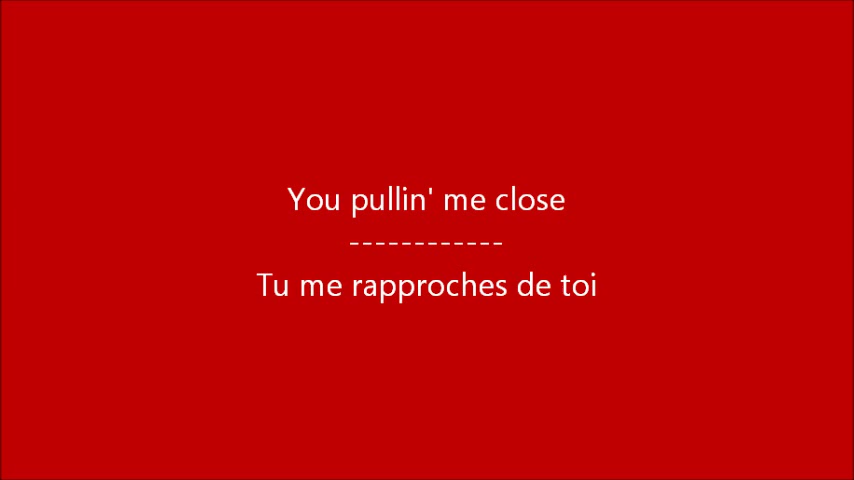 You pullin' me close
------------
Tu me rapproches de toi